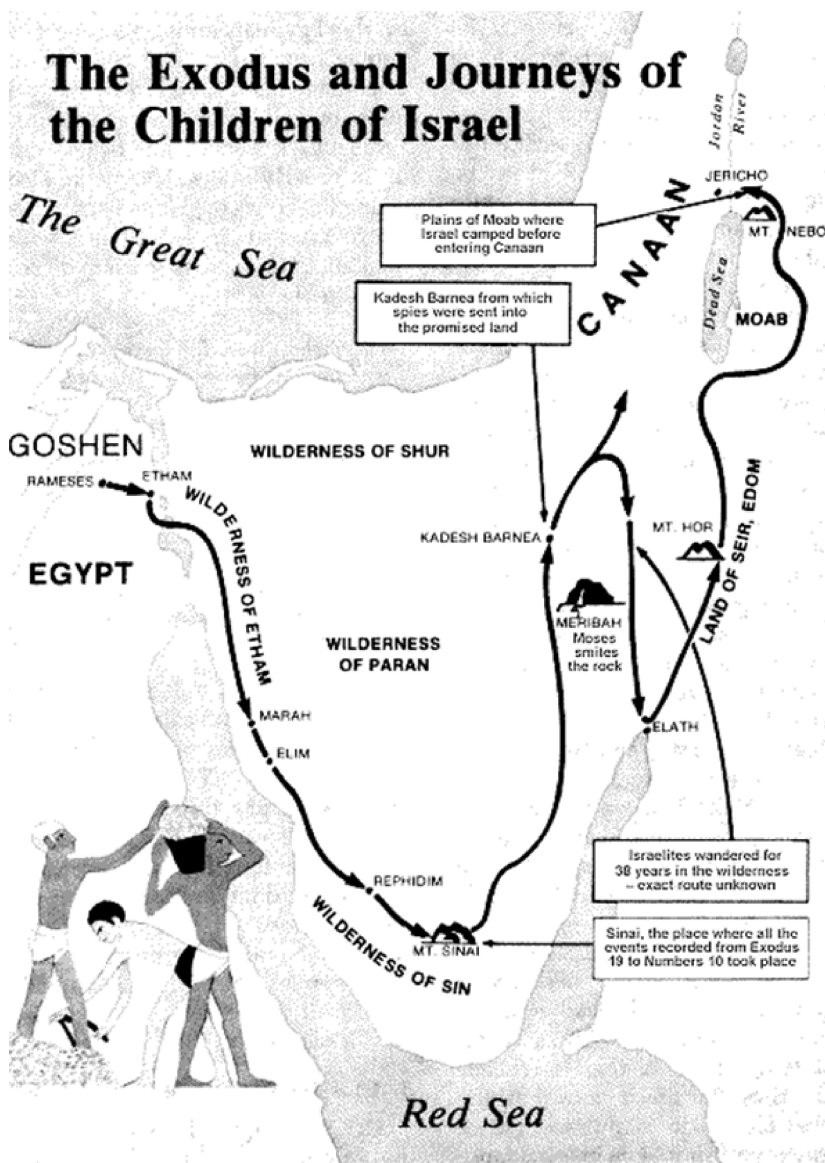 The Exodus and Journeys of
the Children of Israel
The Great Sea
Jordan
River
JERICHO
Plains of Moab where
Israel camped before
entering Canaan
MT. NEBO
CANAAN
Dead Sea
MOAB
Kadesh Barnea from which
spies were sent into
the promised land
GOSHEN
RAMESES
ETHAM
WILDERNESS OF SHUR
WILDERNESS OF ETHAM
EGYPT
KADESH BARNEA
MT. HOR
LAND OF SEIR, EDOM
MERIBAH
Moses
smites
the rock
WILDERNESS
OF PARAN
MARAH
ELIM
ELATH
REPHIDIM
MT. SINAI
WILDERNESS OF SIN
Israelites wandered for
38 years in the wilderness
– exact route unknown
Sinai, the place where all the
events recorded from Exodus
19 to Numbers 10 took place
Red Sea